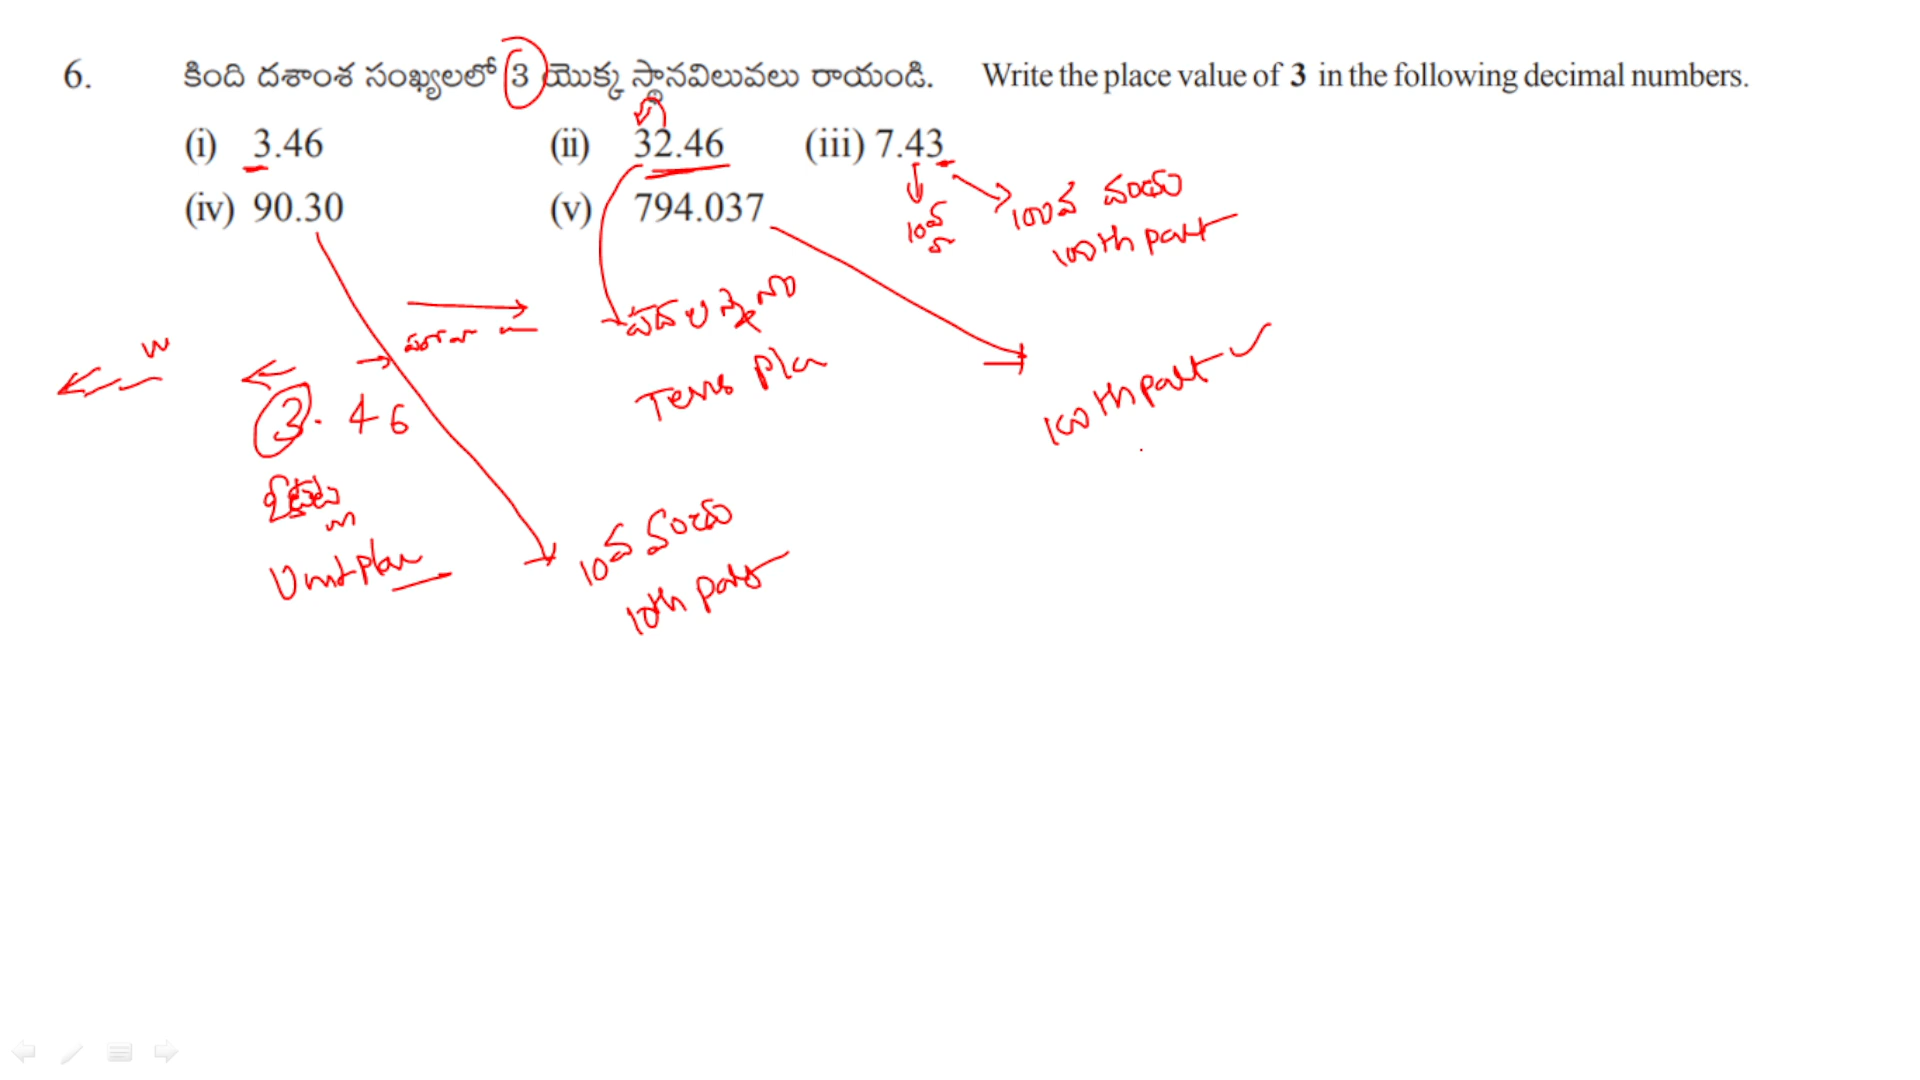 6. కింది దశాంశ సంఖ్యలలో 3 యొక్క స్థానవిలువలు రాయండి. Write the place value of 3 in the following decimal numbers.
(i) 3.46 (ii) 32.46 (iii) 7.43
(iv) 90.30 (v) 794.037
10వ
100వ వంతు
100th part
పదుల స్థానం
Tens Pla
W
3.46
Unit plac
10వ వంతు
10th part
100th part